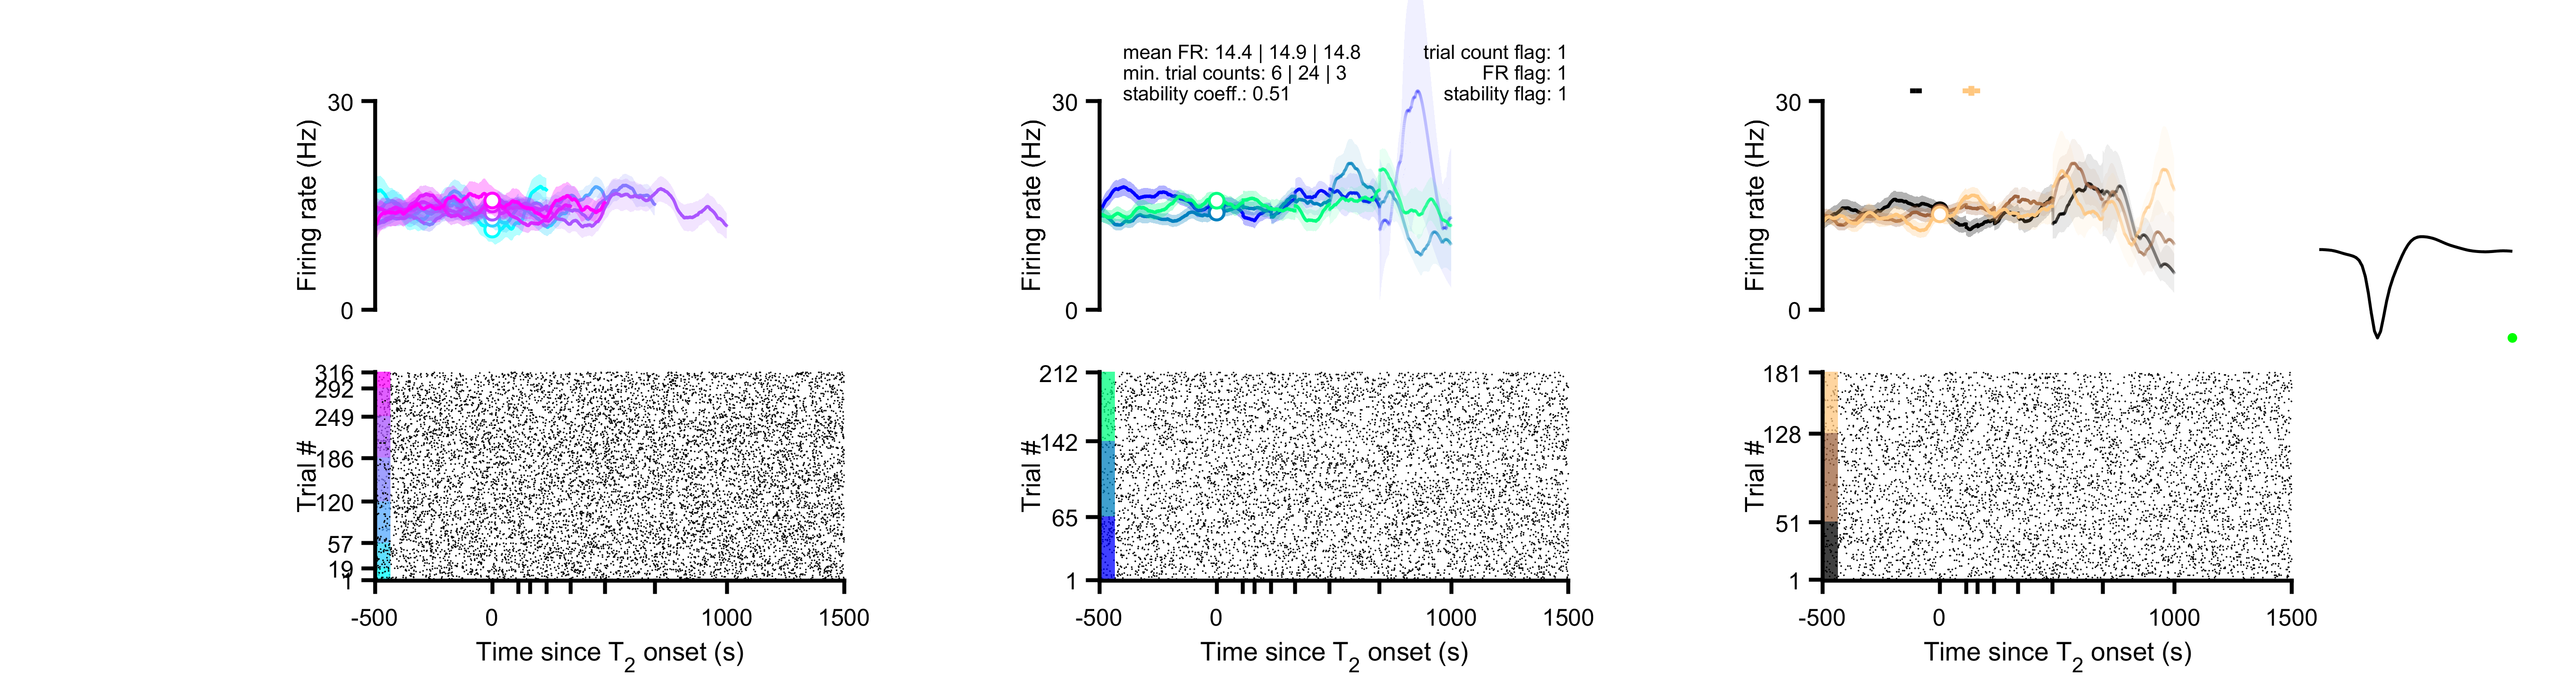 mean FR: 14.4 | 14.9 | 14.8
min. trial counts: 6 | 24 | 3
stability coeff.: 0.51
trial count flag: 1
FR flag: 1
stability flag: 1
30
Firing rate (Hz)
0
30
Firing rate (Hz)
0
30
Firing rate (Hz)
0
316
292
249
186
120
57
19
1
Trial #
-500
0
1000
1500
Time since T2 onset (s)
212
142
65
1
Trial #
-500
0
1000
1500
Time since T2 onset (s)
181
128
51
1
Trial #
-500
0
1000
1500
Time since T2 onset (s)